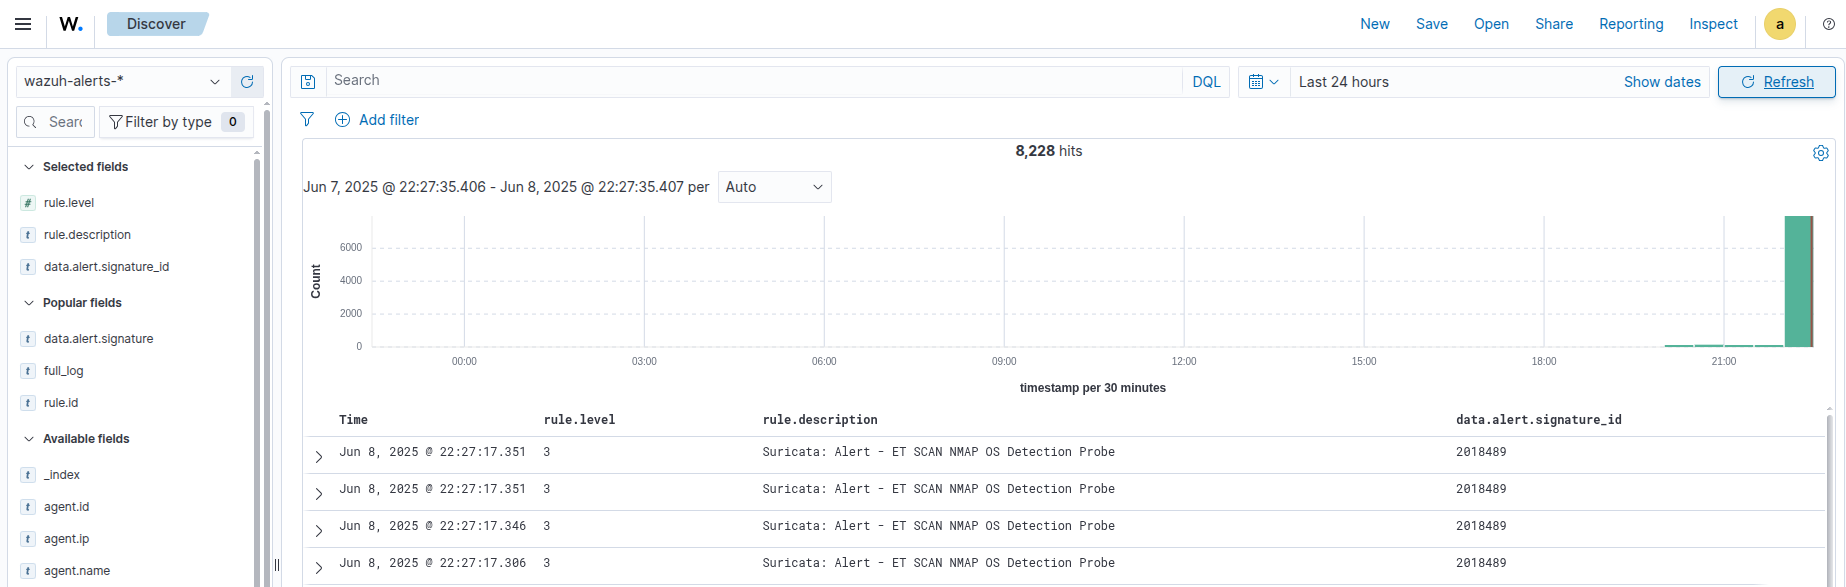 W. Discover New Save Open Share Reporting Inspect a
wazuh-alerts-* Search DQL Last 24 hours Show dates Refresh
Searc Filter by type 0 Add filter
8,228 hits
Selected fields
Jun 7, 2025 @ 22:27:35.406 - Jun 8, 2025 @ 22:27:35.407 per Auto
# rule.level
t rule.description
t data.alert.signature_id
Popular fields
t data.alert.signature
t full_log
t rule.id
Available fields
t _index
t agent.id
t agent.ip
t agent.name
Count
6000
4000
2000
0
00:00 03:00 06:00 09:00 12:00 15:00 18:00 21:00
timestamp per 30 minutes
Time rule.level rule.description data.alert.signature_id
Jun 8, 2025 @ 22:27:17.351 3 Suricata: Alert - ET SCAN NMAP OS Detection Probe 2018489
Jun 8, 2025 @ 22:27:17.351 3 Suricata: Alert - ET SCAN NMAP OS Detection Probe 2018489
Jun 8, 2025 @ 22:27:17.346 3 Suricata: Alert - ET SCAN NMAP OS Detection Probe 2018489
Jun 8, 2025 @ 22:27:17.306 3 Suricata: Alert - ET SCAN NMAP OS Detection Probe 2018489